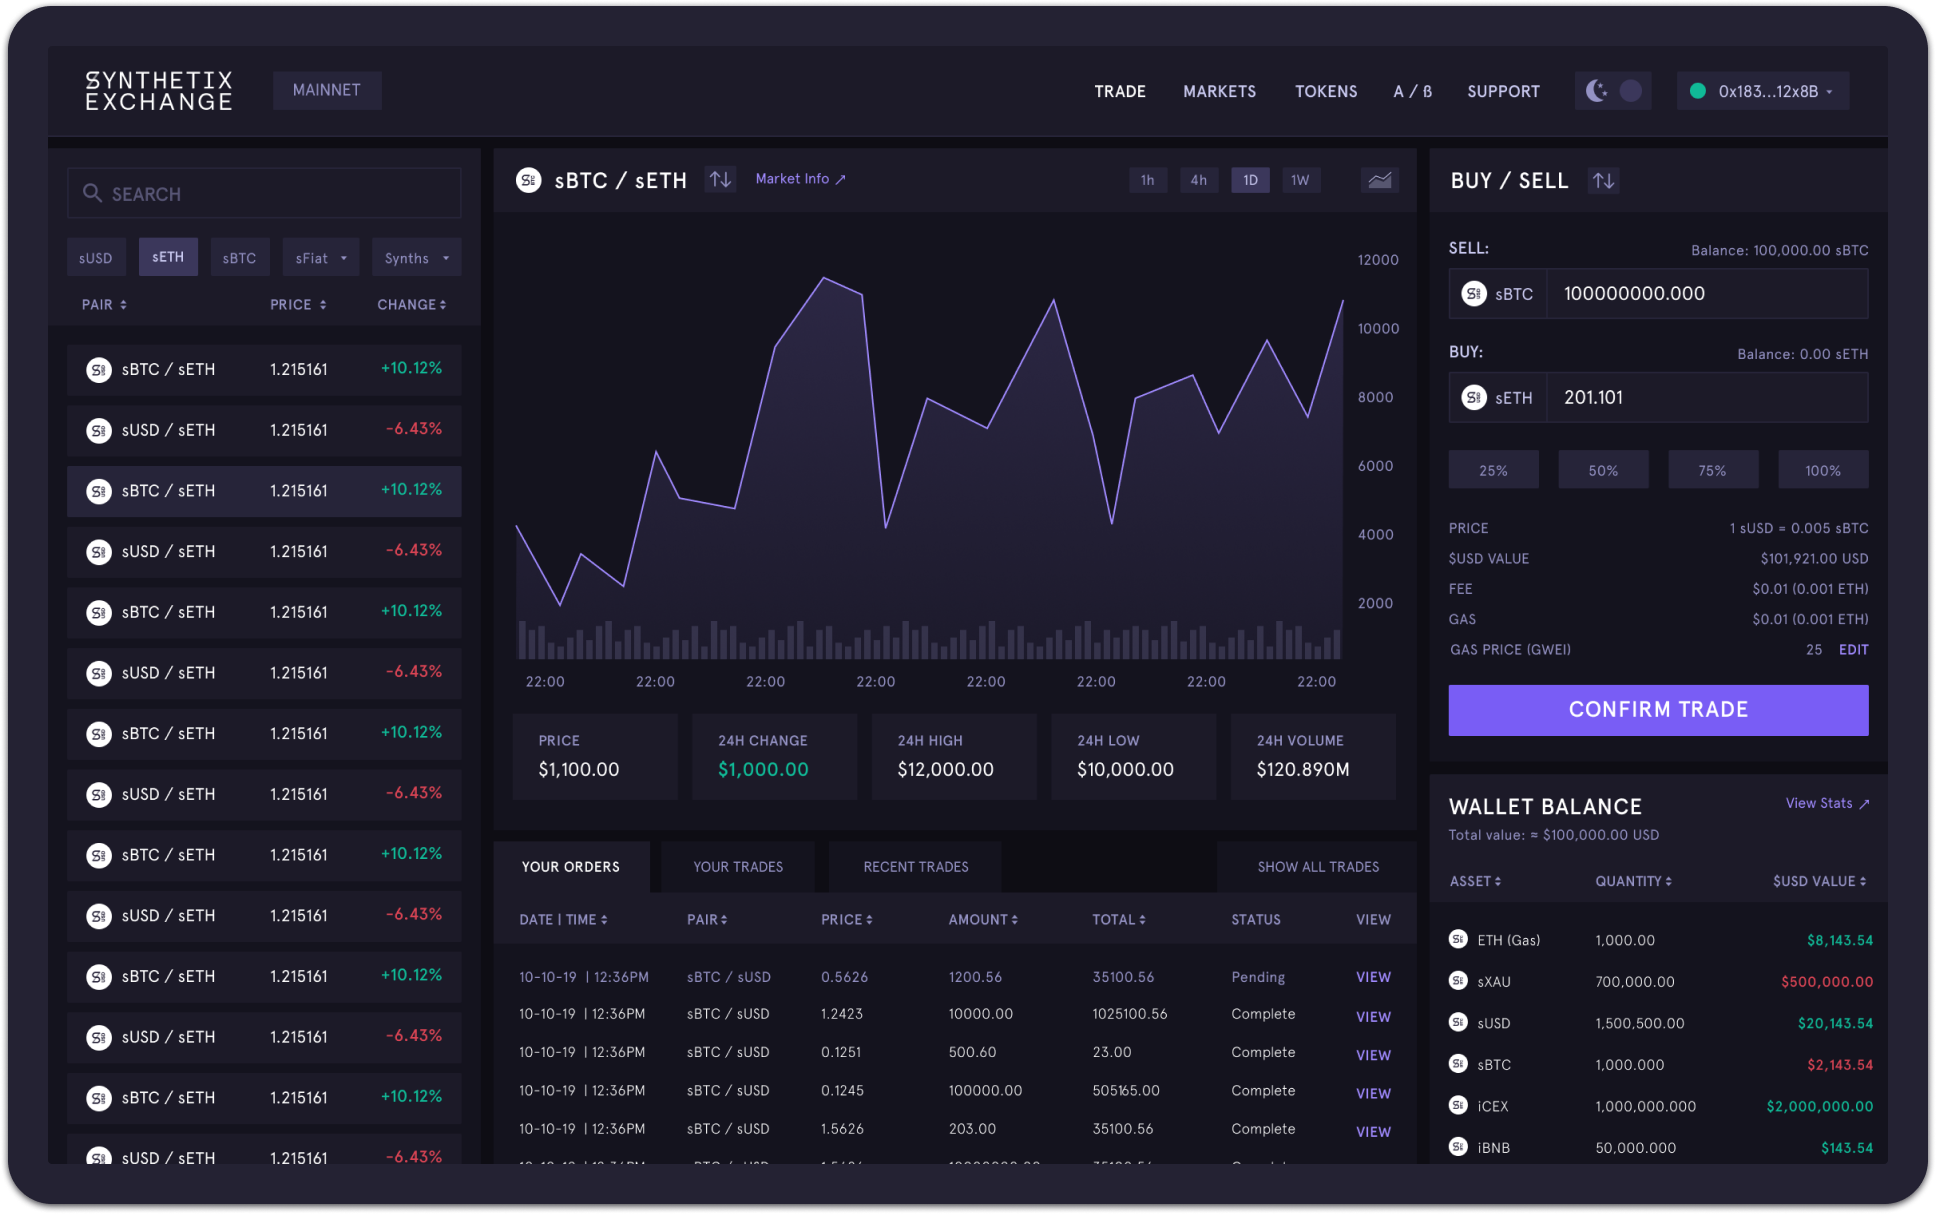 SYNTHETIX
EXCHANGE
MAINNET
TRADE MARKETS TOKENS A / ß SUPPORT
0x183...12x8B
SEARCH
sUSD sETH sBTC sFiat Synths
PAIR PRICE CHANGE
sBTC / sETH 1.215161 +10.12%
sUSD / sETH 1.215161 -6.43%
sBTC / sETH 1.215161 +10.12%
sUSD / sETH 1.215161 -6.43%
sBTC / sETH 1.215161 +10.12%
sUSD / sETH 1.215161 -6.43%
sBTC / sETH 1.215161 +10.12%
sUSD / sETH 1.215161 -6.43%
sBTC / sETH 1.215161 +10.12%
sUSD / sETH 1.215161 -6.43%
sBTC / sETH 1.215161 +10.12%
sUSD / sETH 1.215161 -6.43%
sBTC / sETH 1.215161 +10.12%
sUSD / sETH 1.215161 -6.43%
sBTC / sETH Market Info ↗
1h 4h 1D 1W
12000
10000
8000
6000
4000
2000
22:00 22:00 22:00 22:00 22:00 22:00 22:00 22:00
PRICE 24H CHANGE 24H HIGH 24H LOW 24H VOLUME
$1,100.00 $1,000.00 $12,000.00 $10,000.00 $120.890M
YOUR ORDERS YOUR TRADES RECENT TRADES SHOW ALL TRADES
DATE | TIME PAIR PRICE AMOUNT TOTAL STATUS VIEW
10-10-19 | 12:36PM sBTC / sUSD 0.5626 1200.56 35100.56 Pending VIEW
10-10-19 | 12:36PM sBTC / sUSD 1.2423 10000.00 1025100.56 Complete VIEW
10-10-19 | 12:36PM sBTC / sUSD 0.1251 500.60 23.00 Complete VIEW
10-10-19 | 12:36PM sBTC / sUSD 0.1245 100000.00 505165.00 Complete VIEW
10-10-19 | 12:36PM sBTC / sUSD 1.5626 203.00 35100.56 Complete VIEW
BUY / SELL
SELL: Balance: 100,000.00 sBTC
sBTC 100000000.000
BUY: Balance: 0.00 sETH
sETH 201.101
25% 50% 75% 100%
PRICE 1 sUSD = 0.005 sBTC
$USD VALUE $101,921.00 USD
FEE $0.01 (0.001 ETH)
GAS $0.01 (0.001 ETH)
GAS PRICE (GWEI) 25 EDIT
CONFIRM TRADE
WALLET BALANCE View Stats ↗
Total value: ≈ $100,000.00 USD
ASSET QUANTITY $USD VALUE
ETH (Gas) 1,000.00 $8,143.54
sXAU 700,000.00 $500,000.00
sUSD 1,500,500.00 $20,143.54
sBTC 1,000.000 $2,143.54
iCEX 1,000,000.000 $2,000,000.00
iBNB 50,000.000 $143.54